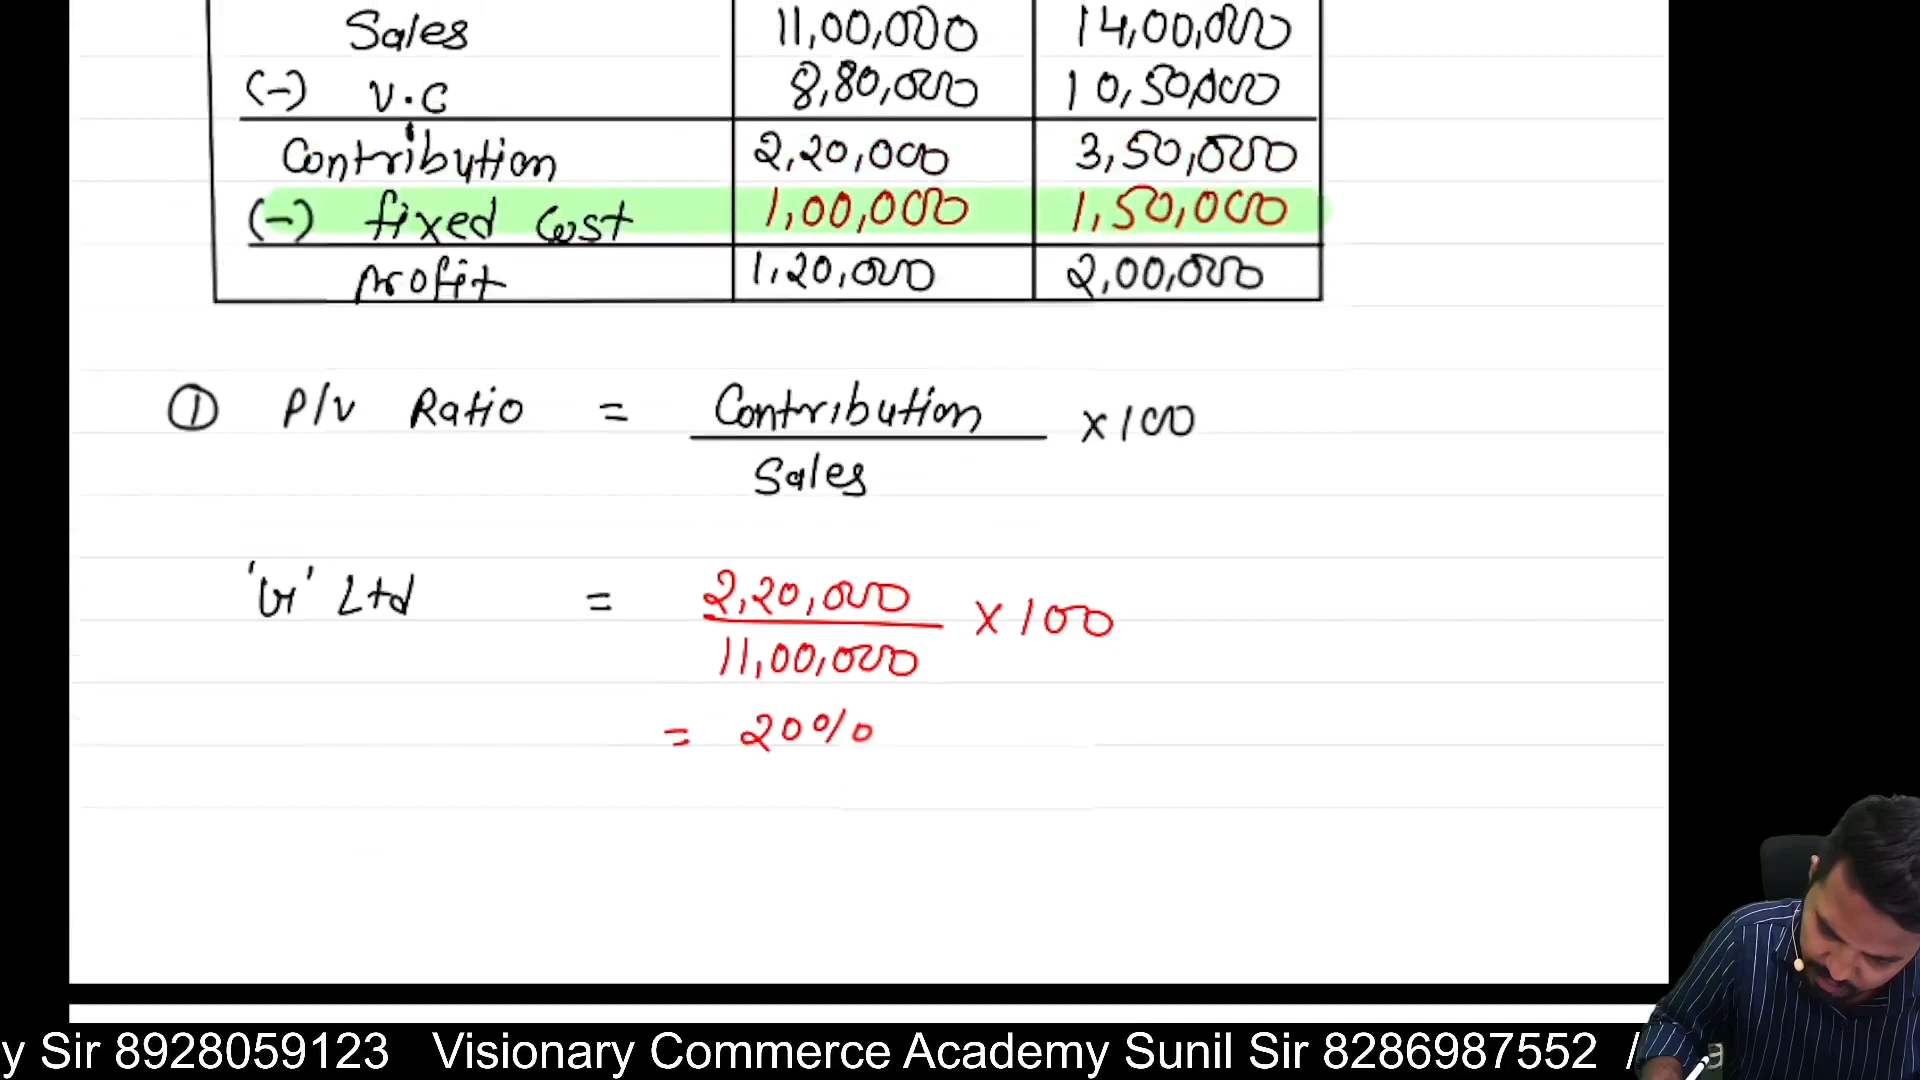 Sales 11,00,000 14,00,000
(-) V.C 8,80,000 10,50,000
Contribution 2,20,000 3,50,000
(-) fixed cost 1,00,000 1,50,000
profit 1,20,000 2,00,000
① P/V Ratio = Contribution × 100
Sales
Ltd = 2,20,000 × 100
11,00,000
= 20%
y Sir 8928059123 Visionary Commerce Academy Sunil Sir 8286987552 /